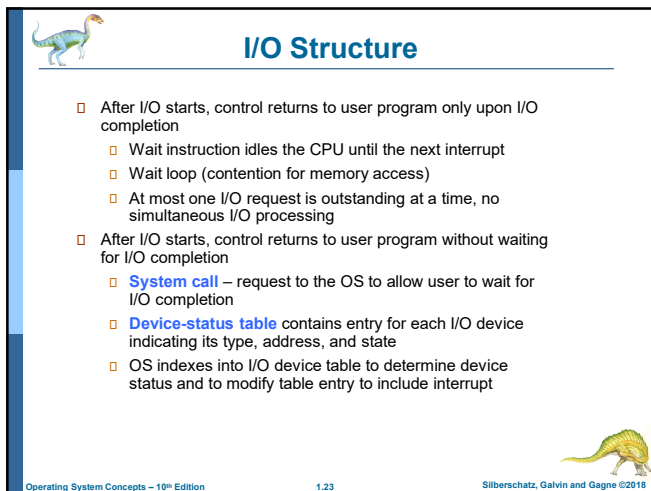 I/O Structure
After I/O starts, control returns to user program only upon I/O
completion
Wait instruction idles the CPU until the next interrupt
Wait loop (contention for memory access)
At most one I/O request is outstanding at a time, no
simultaneous I/O processing
After I/O starts, control returns to user program without waiting
for I/O completion
System call – request to the OS to allow user to wait for
I/O completion
Device-status table contains entry for each I/O device
indicating its type, address, and state
OS indexes into I/O device table to determine device
status and to modify table entry to include interrupt
Operating System Concepts – 10th Edition 1.23 Silberschatz, Galvin and Gagne ©2018